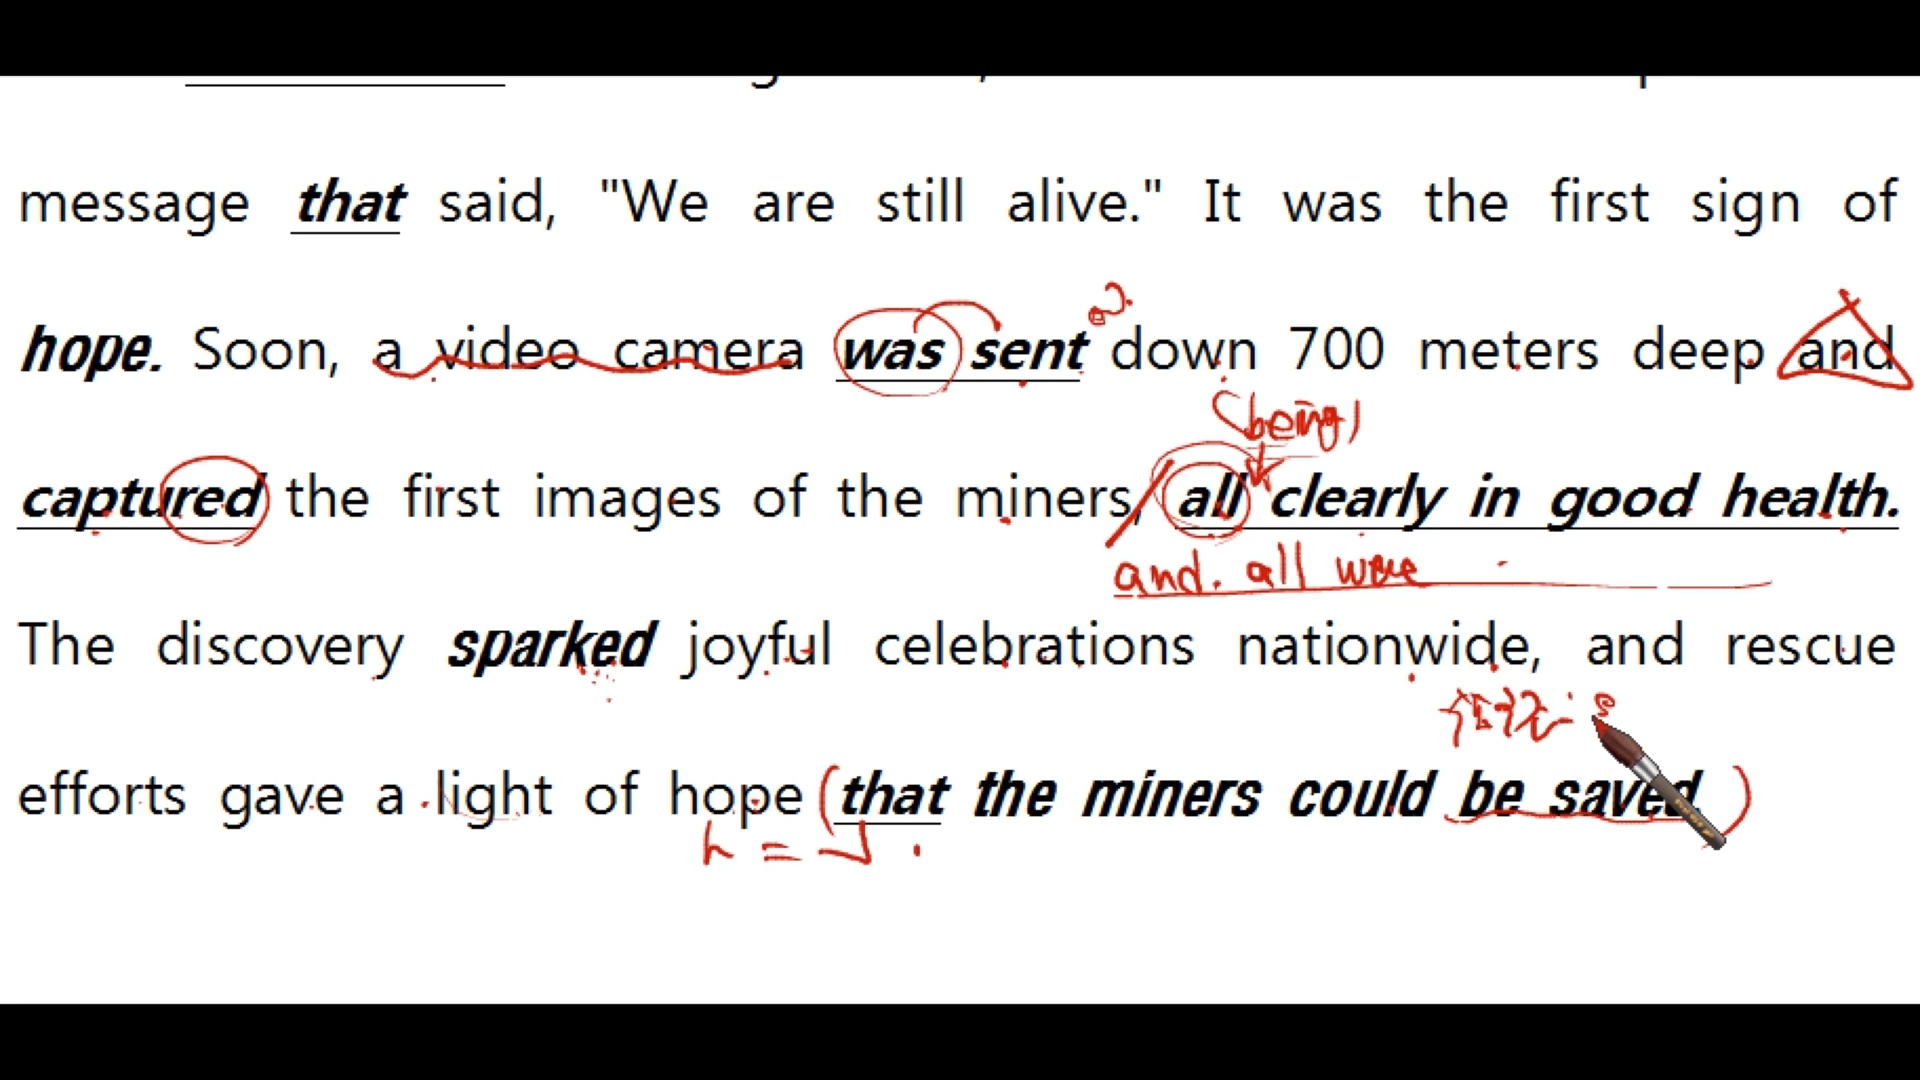 message that said, "We are still alive." It was the first sign of
hope. Soon, a video camera was sent down 700 meters deep and
(being)
captured the first images of the miners, all clearly in good health.
and. all were
The discovery sparked joyful celebrations nationwide, and rescue
efforts gave a light of hope (that the miners could be saved. )